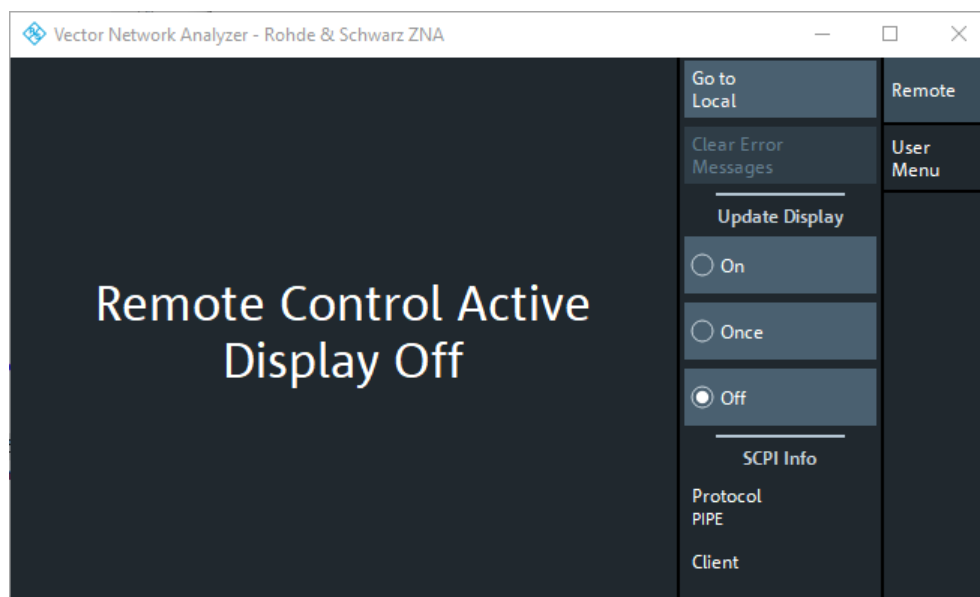 Vector Network Analyzer - Rohde & Schwarz ZNA
Remote Control Active
Display Off
Go to
Local
Clear Error
Messages
Update Display
On
Once
Off
SCPI Info
Protocol
PIPE
Client
Remote
User
Menu